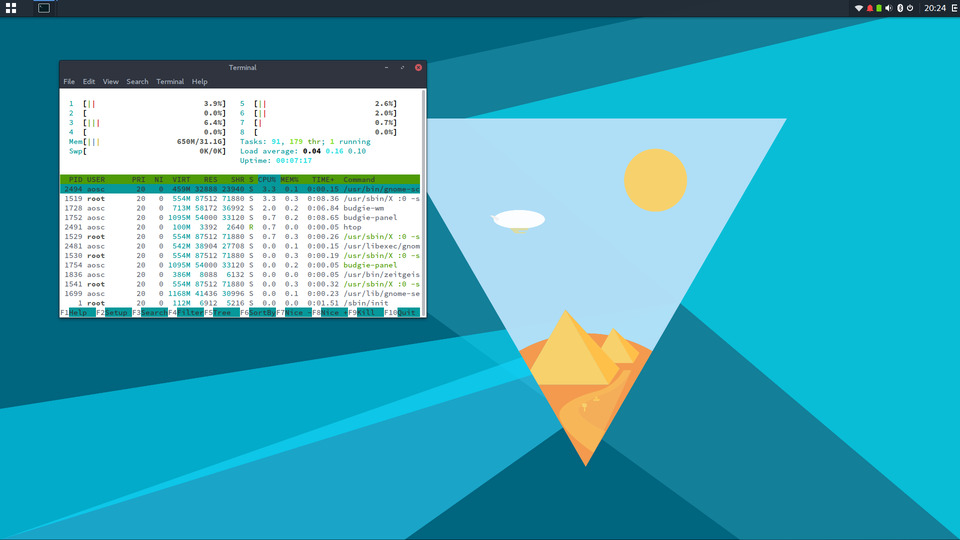 20:24
Terminal
File Edit View Search Terminal Help
1 [|| 3.9%] 5 [|| 2.6%]
2 [ 0.0%] 6 [|| 2.0%]
3 [||| 6.4%] 7 [| 0.7%]
4 [ 0.0%] 8 [ 0.0%]
Mem[||| 650M/31.1G] Tasks: 91, 179 thr; 1 running
Swp[ 0K/0K] Load average: 0.04 0.16 0.10
Uptime: 00:07:17
PID USER PRI NI VIRT RES SHR S CPU% MEM% TIME+ Command
2494 aosc 20 0 459M 32888 23940 S 3.3 0.1 0:00.15 /usr/bin/gnome-sc
1519 root 20 0 554M 87512 71880 S 3.3 0.3 0:08.36 /usr/sbin/X :0 -s
1728 aosc 20 0 713M 58172 36992 S 2.0 0.2 0:06.84 budgie-wm
1752 aosc 20 0 1095M 54000 33120 S 0.7 0.2 0:08.65 budgie-panel
2491 aosc 20 0 100M 3392 2640 R 0.7 0.0 0:00.05 htop
1529 root 20 0 554M 87512 71880 S 0.7 0.3 0:00.26 /usr/sbin/X :0 -s
2481 aosc 20 0 542M 38904 27708 S 0.0 0.1 0:00.15 /usr/libexec/gnom
1530 root 20 0 554M 87512 71880 S 0.0 0.3 0:00.19 /usr/sbin/X :0 -s
1754 aosc 20 0 1095M 54000 33120 S 0.0 0.2 0:00.05 budgie-panel
1836 aosc 20 0 386M 8088 6132 S 0.0 0.0 0:00.05 /usr/bin/zeitgeis
1541 root 20 0 554M 87512 71880 S 0.0 0.3 0:00.32 /usr/sbin/X :0 -s
1699 aosc 20 0 1168M 41436 30996 S 0.0 0.1 0:00.23 /usr/lib/gnome-se
1 root 20 0 112M 6912 5216 S 0.0 0.0 0:01.51 /sbin/init
F1Help F2Setup F3SearchF4FilterF5Tree F6SortByF7Nice -F8Nice +F9Kill F10Quit